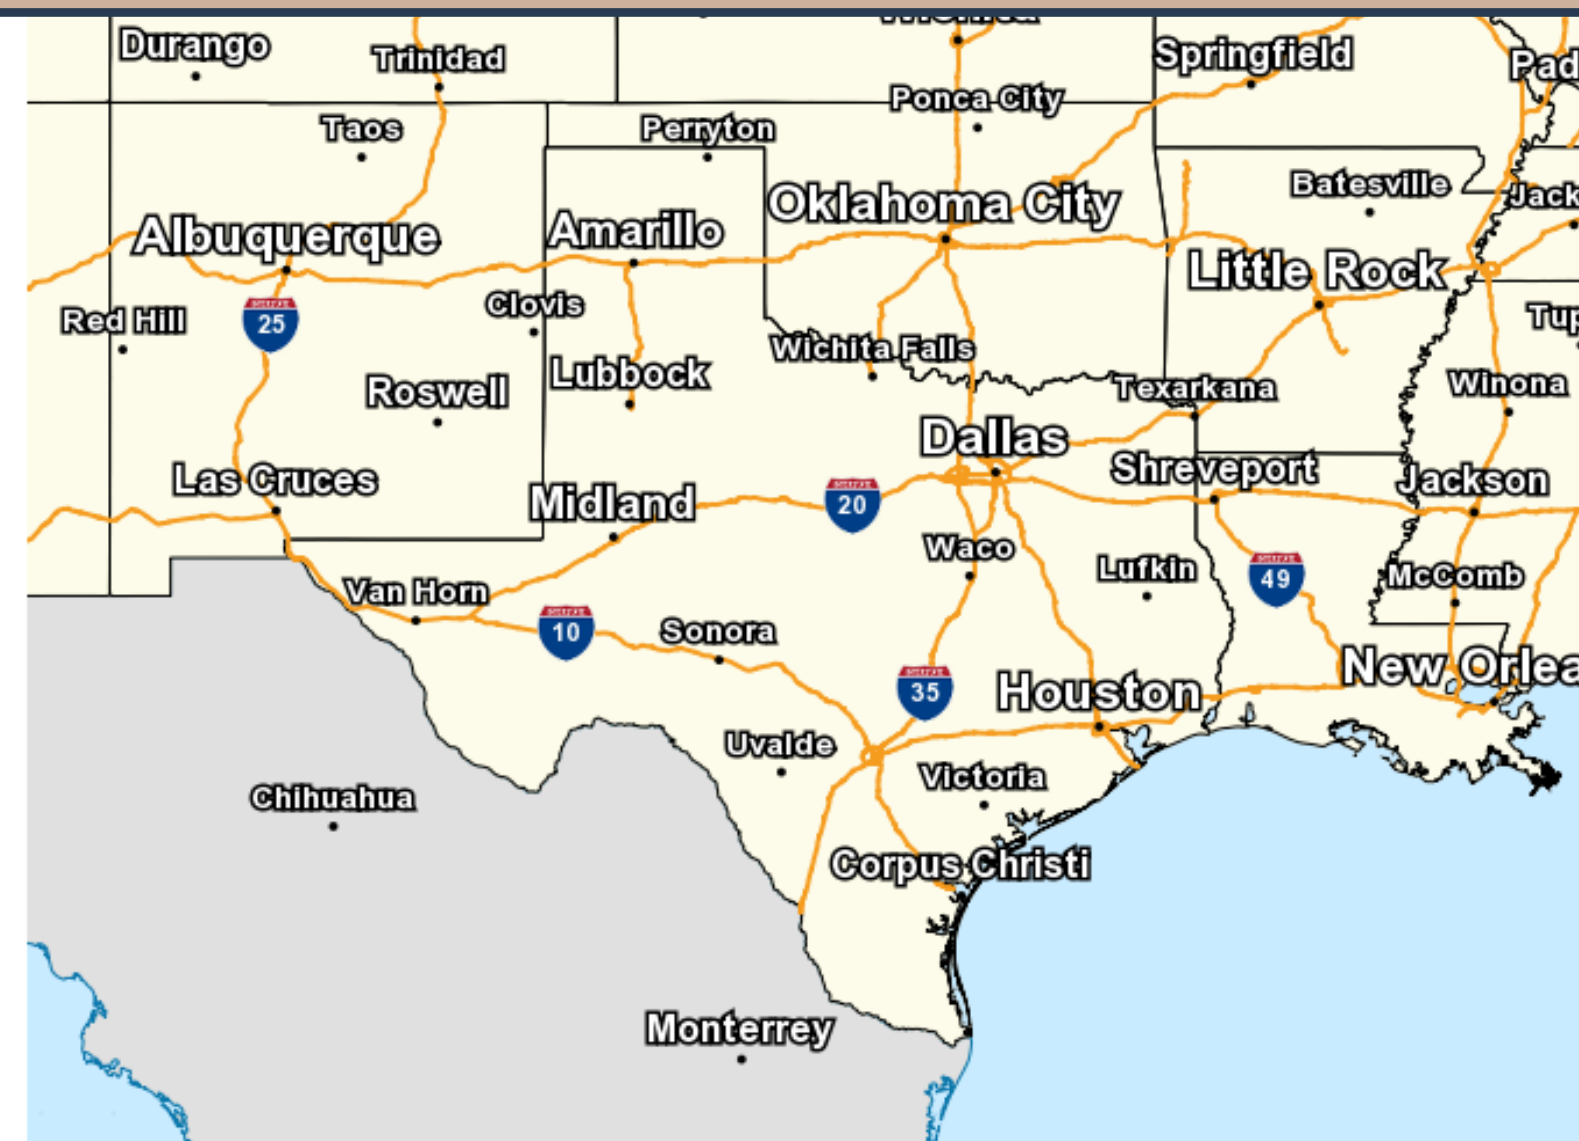 Durango
Trinidad
Springfield
Ponca City
Taos
Perryton
Batesville
Oklahoma City
Albuquerque
Amarillo
Little Rock
Clovis
25
Red Hill
Wichita Falls
Lubbock
Roswell
Texarkana
Winona
Dallas
Las Cruces
Shreveport
Jackson
Midland
20
Waco
Lufkin
49
McComb
Van Horn
10
Sonora
New Orlea
35
Houston
Uvalde
Victoria
Chihuahua
Corpus Christi
Monterrey